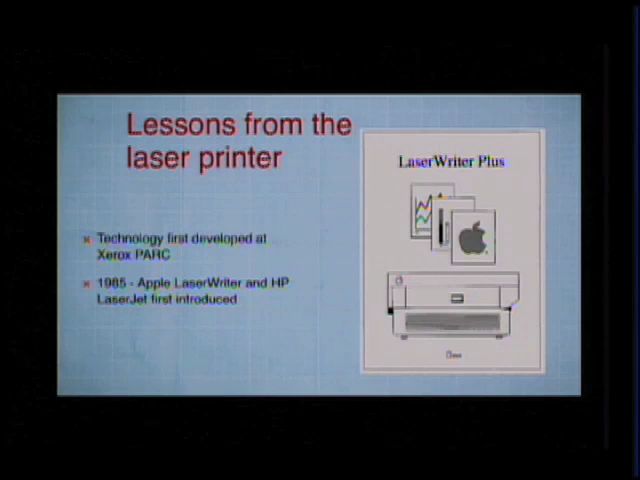 Lessons from the
laser printer
Technology first developed at
Xerox PARC
1985 - Apple LaserWriter and HP
LaserJet first introduced
LaserWriter Plus